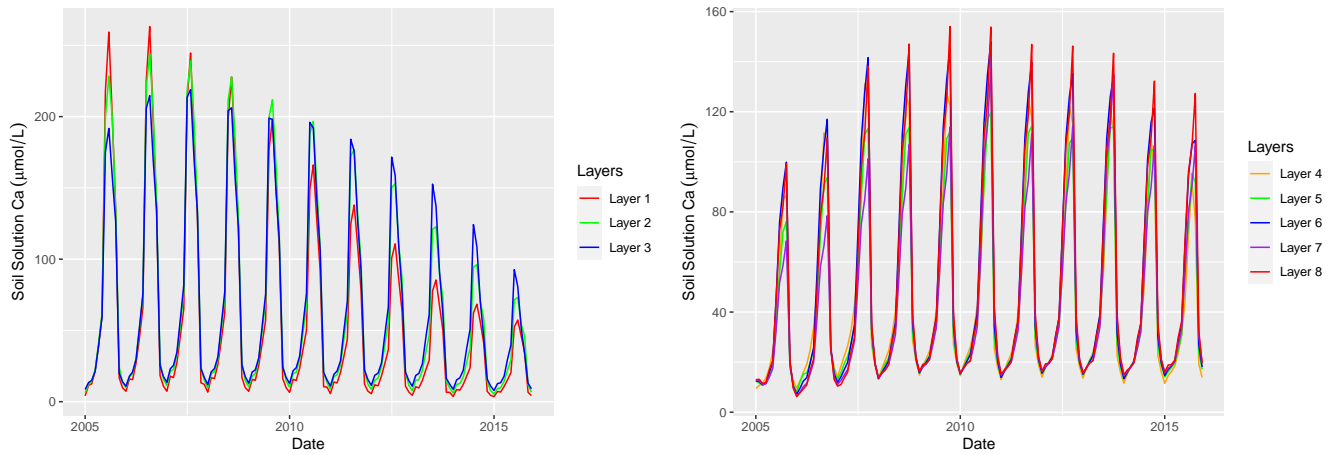 Soil Solution Ca (μmol/L)
200
100
0
2005
2010
2015
Date
Layers
Layer 1
Layer 2
Layer 3
Soil Solution Ca (μmol/L)
160
120
80
40
0
2005
2010
2015
Date
Layers
Layer 4
Layer 5
Layer 6
Layer 7
Layer 8